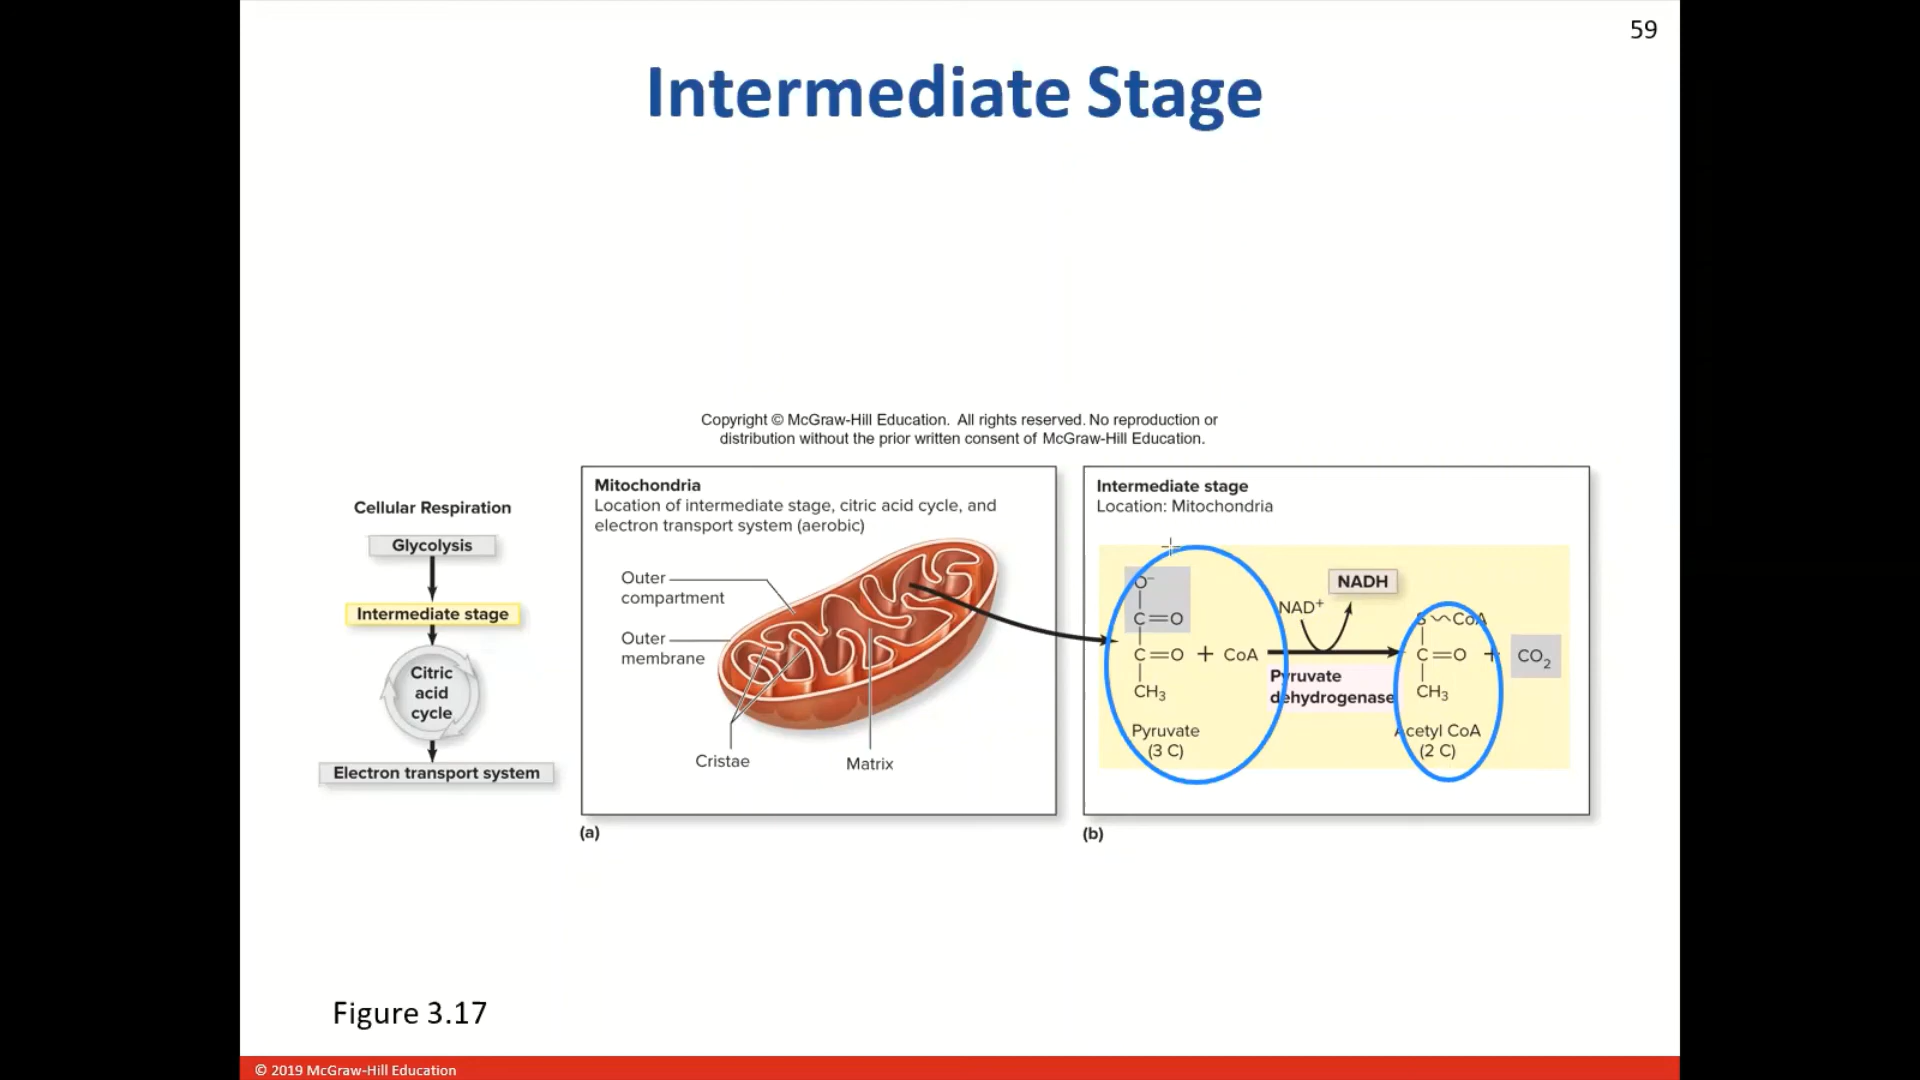 59
Intermediate Stage
Copyright © McGraw-Hill Education. All rights reserved. No reproduction or
distribution without the prior written consent of McGraw-Hill Education.
Cellular Respiration
Glycolysis
Intermediate stage
Citric
acid
cycle
Electron transport system
Mitochondria
Location of intermediate stage, citric acid cycle, and
electron transport system (aerobic)
Outer
compartment
Outer
membrane
Cristae
Matrix
(a)
Intermediate stage
Location: Mitochondria
O⁻
C=O
C=O + CoA
CH₃
Pyruvate
(3 C)
NAD⁺
NADH
Pyruvate
dehydrogenase
S~CoA
C=O + CO₂
CH₃
Acetyl CoA
(2 C)
(b)
Figure 3.17
© 2019 McGraw-Hill Education